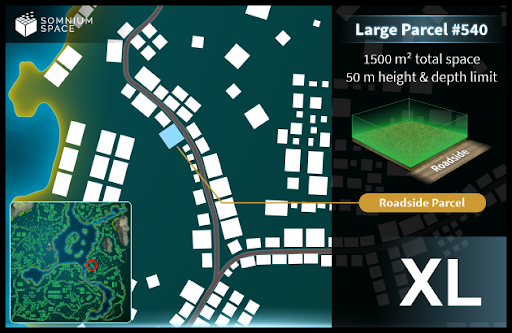 SOMNIUM
SPACE
Large Parcel #540
1500 m² total space
50 m height & depth limit
Roadside
Roadside Parcel
XL